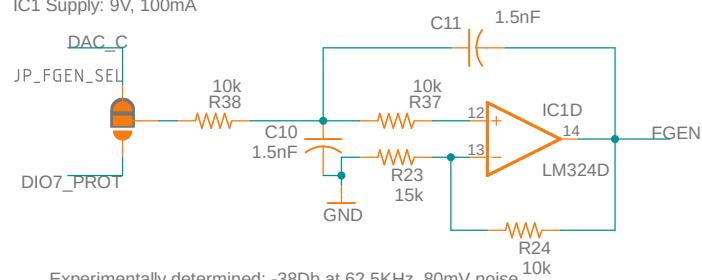 IC1 Supply: 9V, 100mA
C11
1.5nF
DAC_C
JP_FGEN_SEL
10k
R38
10k
R37
C10
1.5nF
12
IC1D
14
FGEN
13
LM324D
R23
15k
DIO7_PROT
GND
R24
10k
Experimentally determined: -38Db at 62.5KHz, 80mV noise